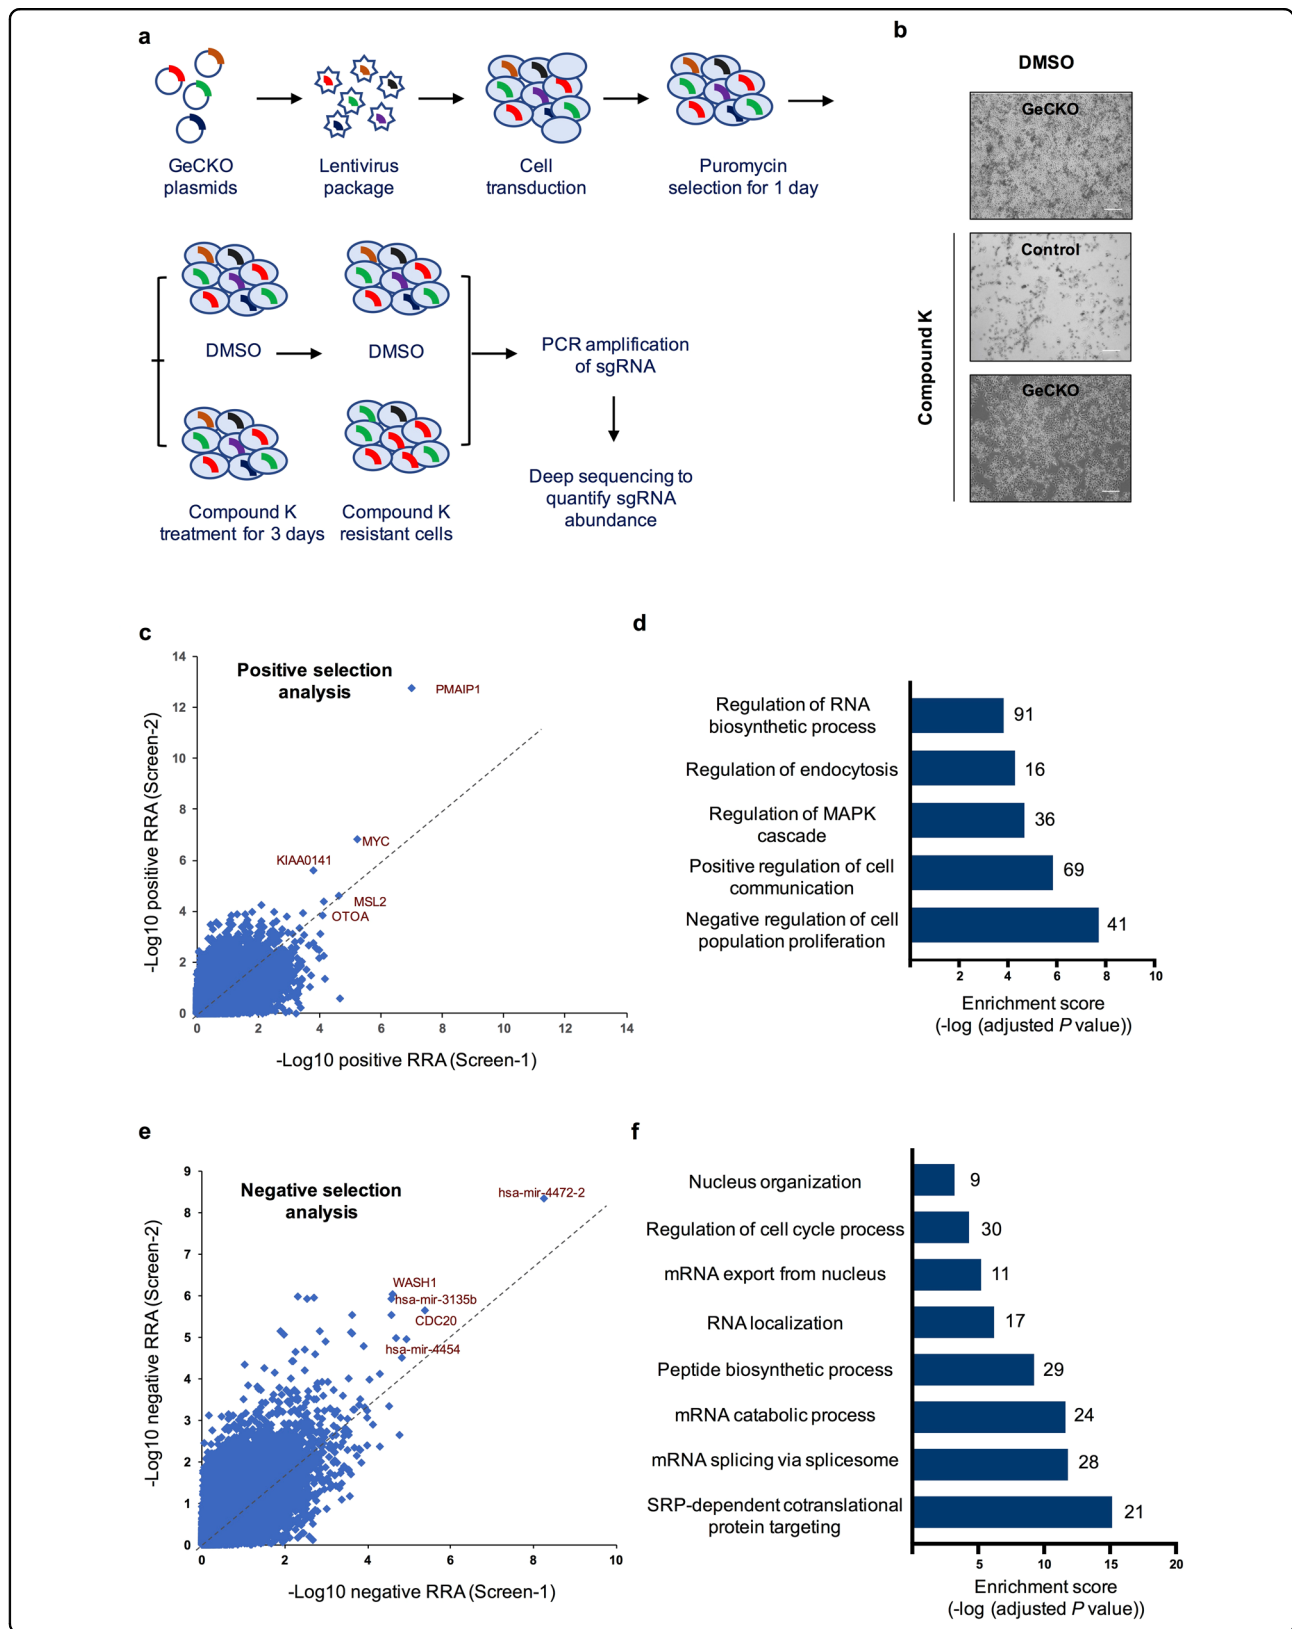 a
GeCKO
plasmids
Lentivirus
package
Cell
transduction
Puromycin
selection for 1 day
DMSO
DMSO
Compound K
treatment for 3 days
Compound K
resistant cells
PCR amplification
of sgRNA
Deep sequencing to
quantify sgRNA
abundance
b
DMSO
GeCKO
Control
GeCKO
Compound K
c
Positive selection
analysis
-Log10 positive RRA (Screen-2)
14
12
10
8
6
4
2
0
PMAIP1
MYC
KIAA0141
MSL2
OTOA
0 2 4 6 8 10 12 14
-Log10 positive RRA (Screen-1)
d
Regulation of RNA
biosynthetic process
91
Regulation of endocytosis
16
Regulation of MAPK
cascade
36
Positive regulation of cell
communication
69
Negative regulation of cell
population proliferation
41
2 4 6 8 10
Enrichment score
(-log (adjusted P value))
e
Negative selection
analysis
-Log10 negative RRA (Screen-2)
9
8
7
6
5
4
3
2
1
0
hsa-mir-4472-2
WASH1
hsa-mir-3135b
CDC20
hsa-mir-4454
0 2 4 6 8 10
-Log10 negative RRA (Screen-1)
f
Nucleus organization
9
Regulation of cell cycle process
30
mRNA export from nucleus
11
RNA localization
17
Peptide biosynthetic process
29
mRNA catabolic process
24
mRNA splicing via splicesome
28
SRP-dependent cotranslational
protein targeting
21
5 10 15 20
Enrichment score
(-log (adjusted P value))